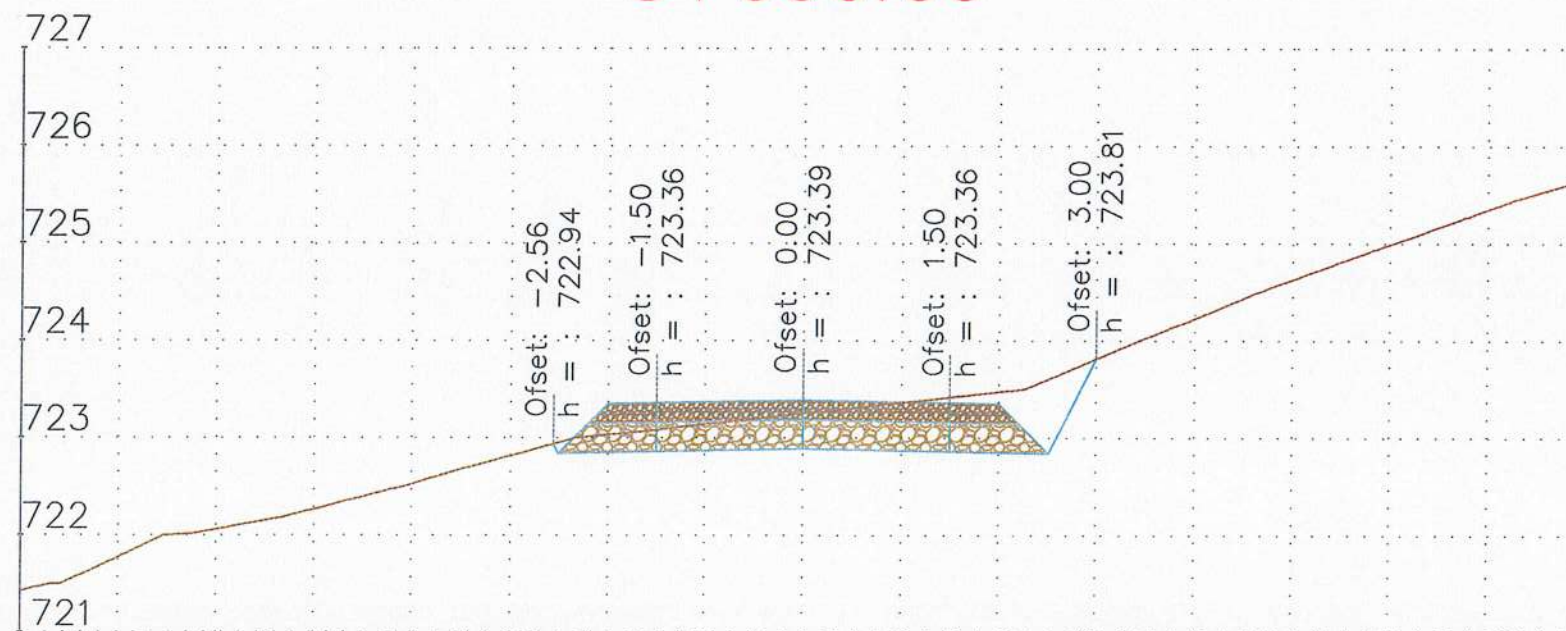 727
726
725
724
723
722
721
Ofset: -2.56
h = : 722.94
Ofset: -1.50
h = : 723.36
Ofset: 0.00
h = : 723.39
Ofset: 1.50
h = : 723.36
Ofset: 3.00
h = : 723.81